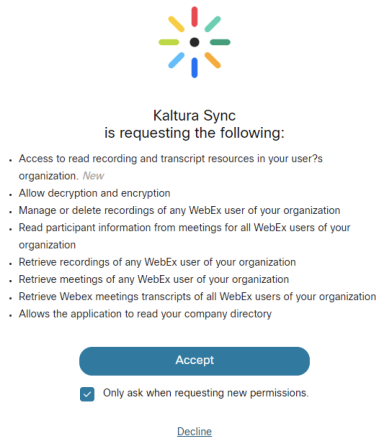 Kaltura Sync
is requesting the following:
• Access to read recording and transcript resources in your user?s
organization. New
• Allow decryption and encryption
• Manage or delete recordings of any WebEx user of your organization
• Read participant information from meetings for all WebEx users of your
organization
• Retrieve recordings of any WebEx user of your organization
• Retrieve meetings of any WebEx user of your organization
• Retrieve Webex meetings transcripts of all WebEx users of your organization
• Allows the application to read your company directory
Accept
Only ask when requesting new permissions.
Decline